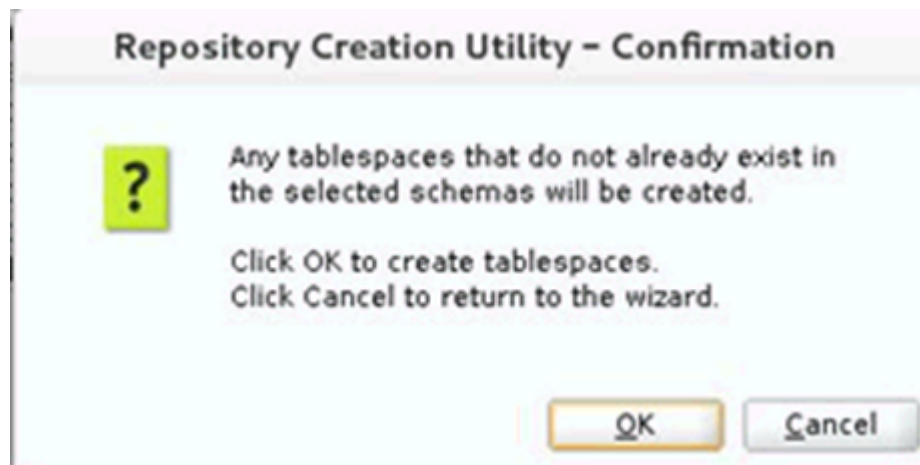 Repository Creation Utility – Confirmation
?
Any tablespaces that do not already exist in
the selected schemas will be created.
Click OK to create tablespaces.
Click Cancel to return to the wizard.
OK
Cancel